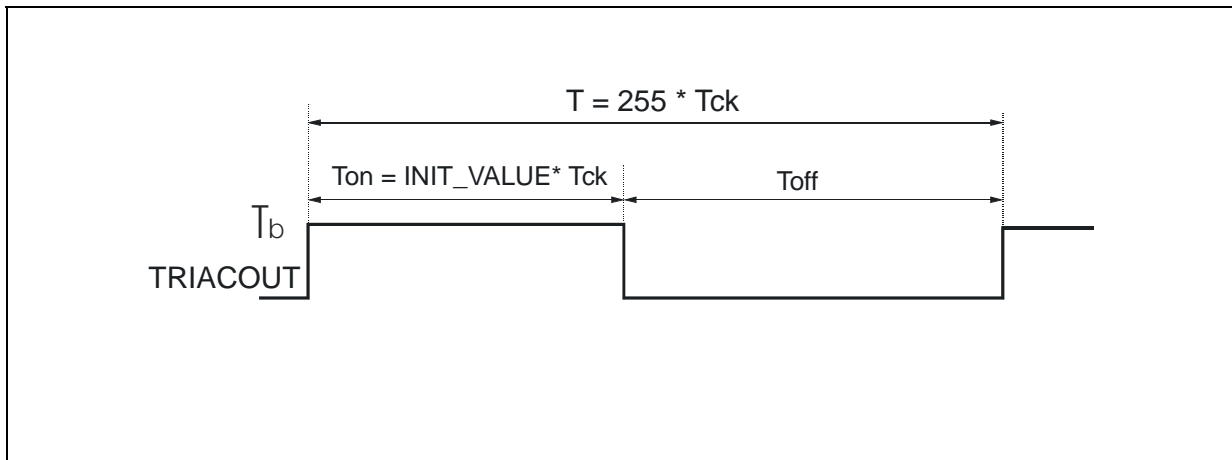 T = 255 * Tck
Ton = INIT_VALUE* Tck
Toff
Tb
TRIACOUT